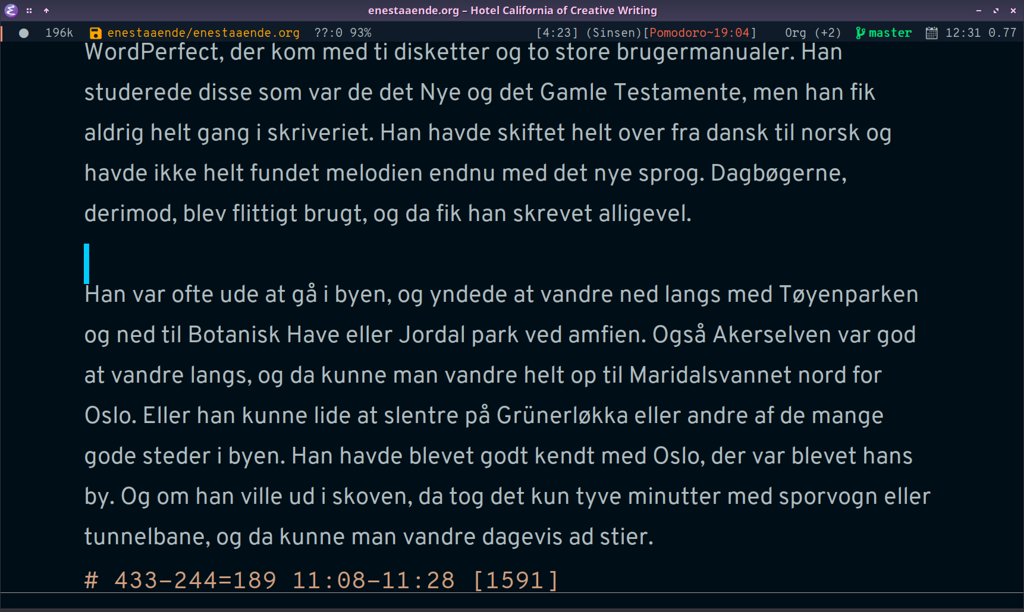 enestaaende.org – Hotel California of Creative Writing
196k enestaaende/enestaaende.org ??:0 93% [4:23] (Sinsen)[Pomodoro~19:04] Org (+2) master 12:31 0.77
WordPerfect, der kom med ti disketter og to store brugermanualer. Han
studerede disse som var de det Nye og det Gamle Testamente, men han fik
aldrig helt gang i skriveriet. Han havde skiftet helt over fra dansk til norsk og
havde ikke helt fundet melodien endnu med det nye sprog. Dagbøgerne,
derimod, blev flittigt brugt, og da fik han skrevet alligevel.
Han var ofte ude at gå i byen, og yndede at vandre ned langs med Tøyenparken
og ned til Botanisk Have eller Jordal park ved amfien. Også Akerselven var god
at vandre langs, og da kunne man vandre helt op til Maridalsvannet nord for
Oslo. Eller han kunne lide at slentre på Grünerløkka eller andre af de mange
gode steder i byen. Han havde blevet godt kendt med Oslo, der var blevet hans
by. Og om han ville ud i skoven, da tog det kun tyve minutter med sporvogn eller
tunnelbane, og da kunne man vandre dagevis ad stier.
# 433-244=189 11:08-11:28 [1591]